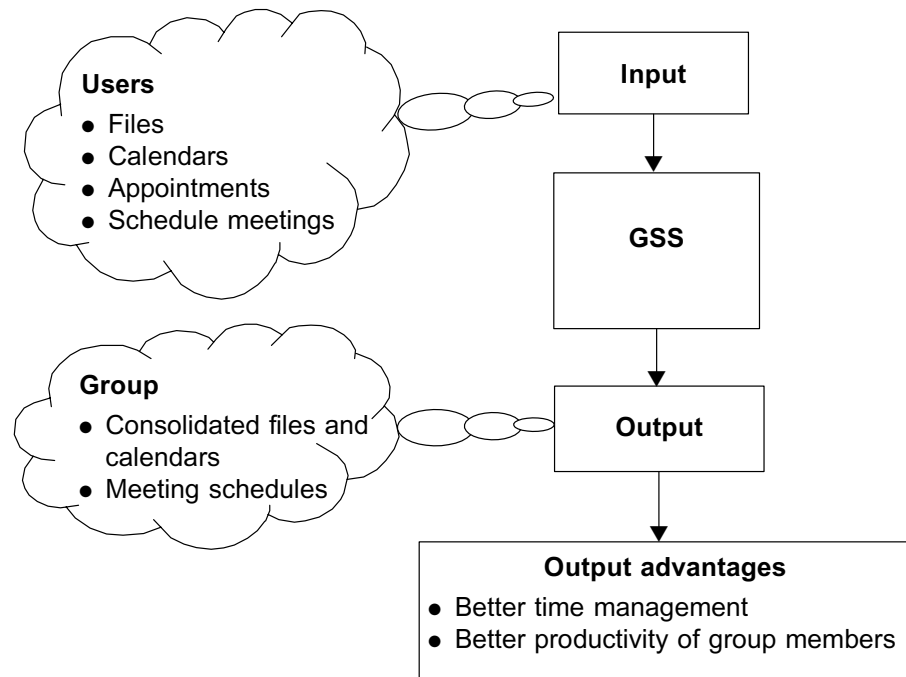 Users
● Files
● Calendars
● Appointments
● Schedule meetings
Input
GSS
Group
● Consolidated files and
calendars
● Meeting schedules
Output
Output advantages
● Better time management
● Better productivity of group members